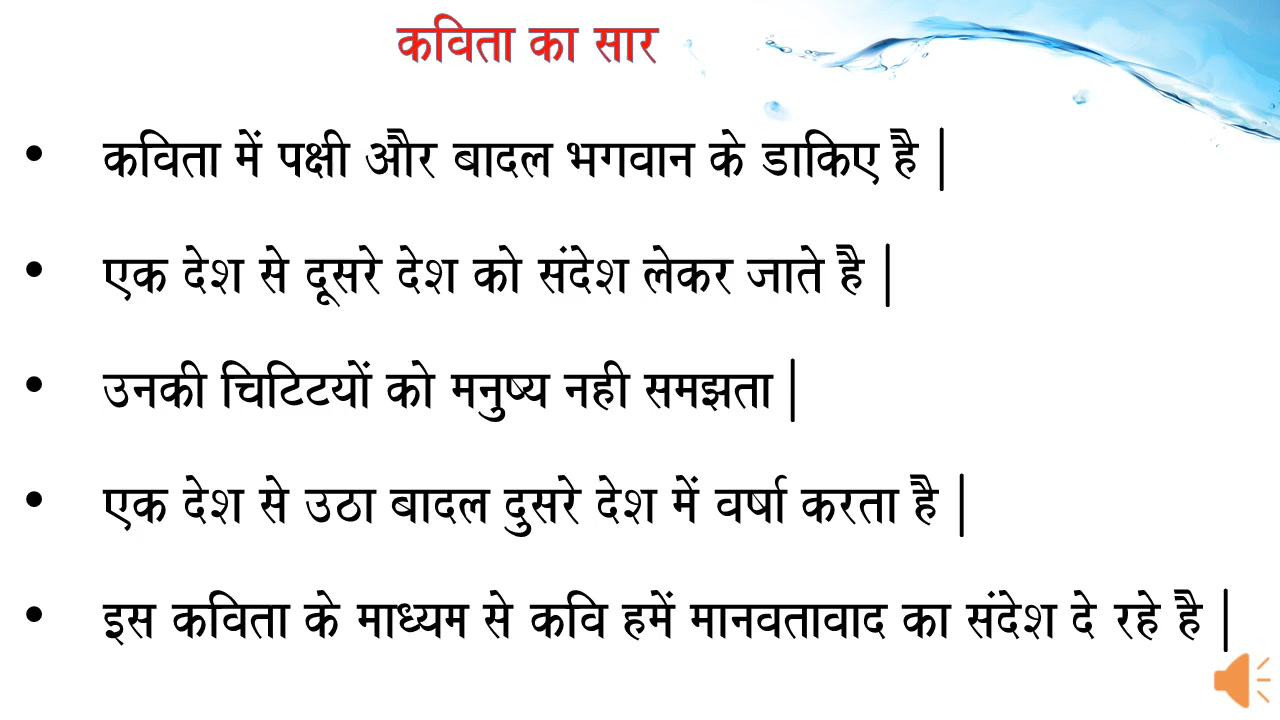 कविता का सार
• कविता में पक्षी और बादल भगवान के डाकिए है |
• एक देश से दूसरे देश को संदेश लेकर जाते है |
• उनकी चिटिटयों को मनुष्य नही समझता |
• एक देश से उठा बादल दुसरे देश में वर्षा करता है |
• इस कविता के माध्यम से कवि हमें मानवतावाद का संदेश दे रहे है |